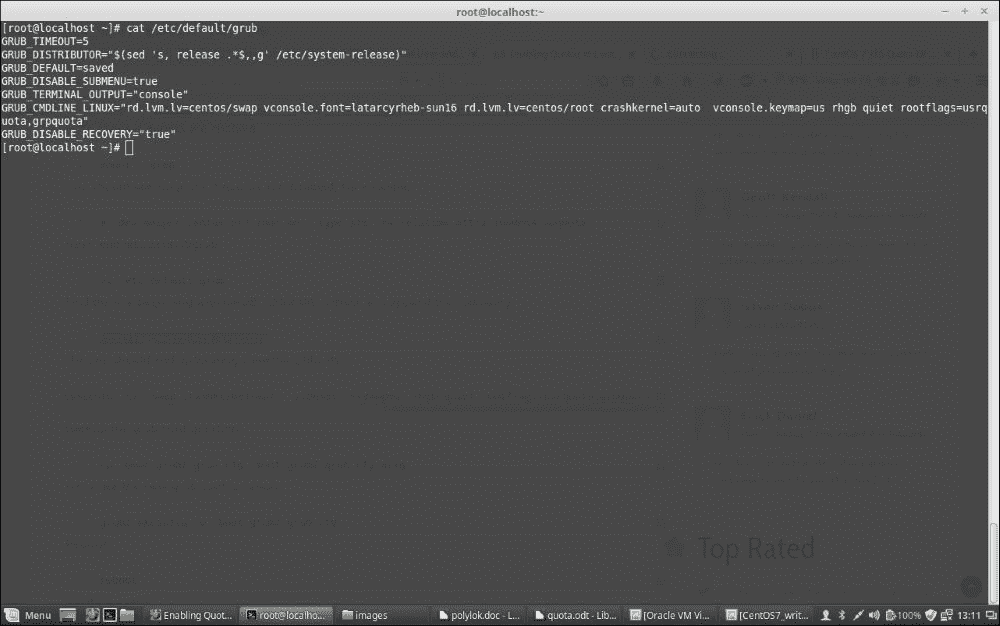 root@localhost:~
[root@localhost ~]# cat /etc/default/grub
GRUB_TIMEOUT=5
GRUB_DISTRIBUTOR="$(sed 's, release .*$,,g' /etc/system-release)"
GRUB_DEFAULT=saved
GRUB_DISABLE_SUBMENU=true
GRUB_TERMINAL_OUTPUT="console"
GRUB_CMDLINE_LINUX="rd.lvm.lv=centos/swap vconsole.font=latarcyrheb-sun16 rd.lvm.lv=centos/root crashkernel=auto  vconsole.keymap=us rhgb quiet rootflags=usrq
uota,grpquota"
GRUB_DISABLE_RECOVERY="true"
[root@localhost ~]#
Top Rated
Menu Enabling Quot... root@localho... images polylok.doc - L... quota.odt - Lib... [Oracle VM Vi... [CentOS7_writ... 100% 13:11